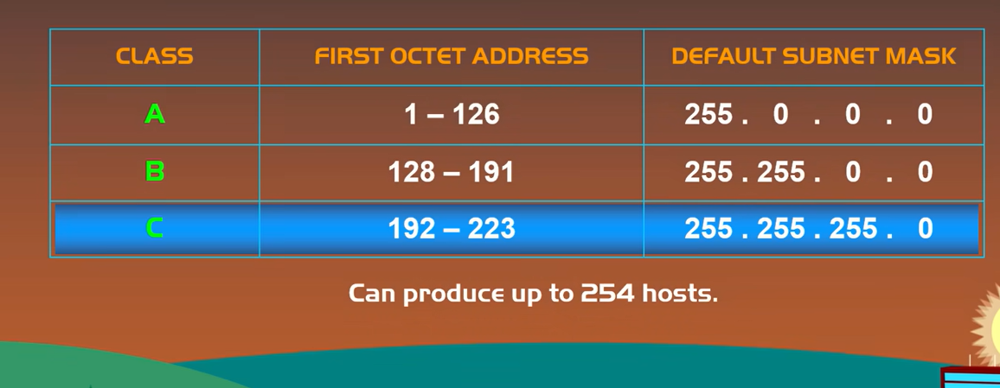 CLASS FIRST OCTET ADDRESS DEFAULT SUBNET MASK
A 1 – 126 255 . 0 . 0 . 0
B 128 – 191 255 . 255 . 0 . 0
C 192 – 223 255 . 255 . 255 . 0
Can produce up to 254 hosts.